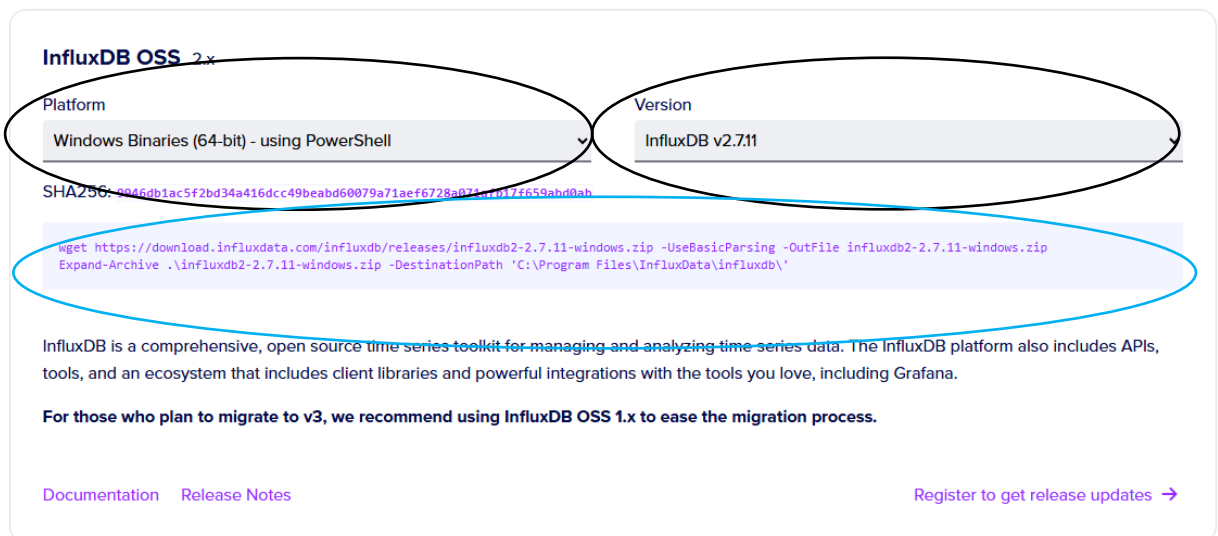 InfluxDB OSS 2.x
Platform
Version
Windows Binaries (64-bit) - using PowerShell
InfluxDB v2.7.11
SHA256:
wget https://download.influxdata.com/influxdb/releases/influxdb2-2.7.11-windows.zip -UseBasicParsing -OutFile influxdb2-2.7.11-windows.zip
Expand-Archive .\influxdb2-2.7.11-windows.zip -DestinationPath 'C:\Program Files\InfluxData\influxdb\'
InfluxDB is a comprehensive, open source time series toolkit for managing and analyzing time series data. The InfluxDB platform also includes APIs,
tools, and an ecosystem that includes client libraries and powerful integrations with the tools you love, including Grafana.
For those who plan to migrate to v3, we recommend using InfluxDB OSS 1.x to ease the migration process.
Documentation Release Notes
Register to get release updates →